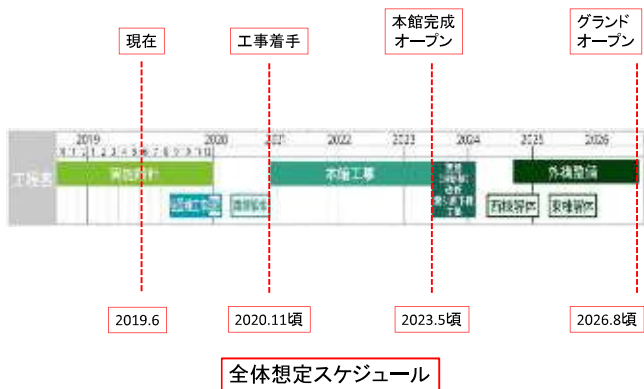 現在
工事着手
本館完成
オープン
グランド
オープン
2019
2020
2021
2022
2023
2024
2025
2026
工程表
実施設計
本館工事
外構整備
西棟解体
東棟解体
2019.6
2020.11頃
2023.5頃
2026.8頃
全体想定スケジュール